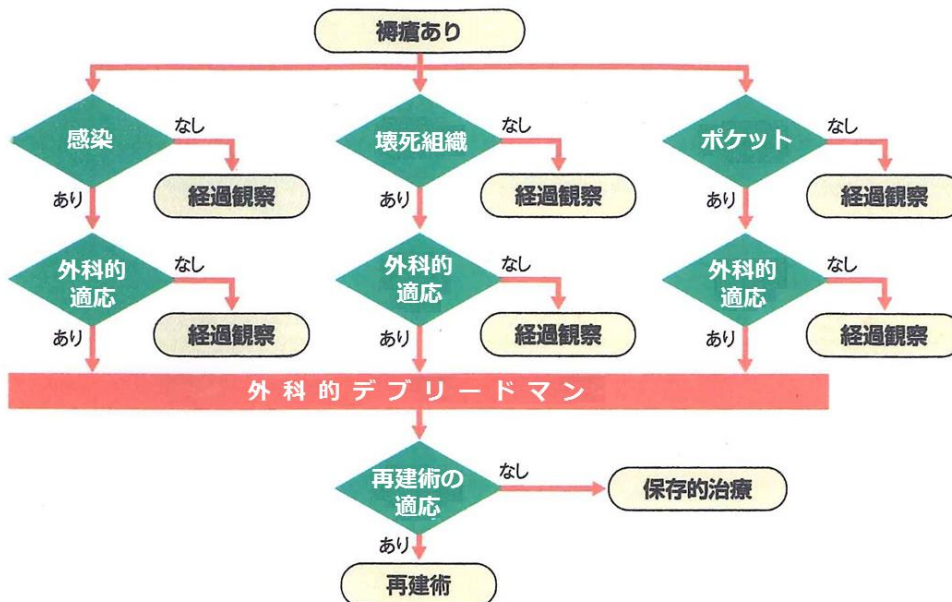 褥瘡あり
感染
なし
壊死組織
なし
ポケット
なし
経過観察
経過観察
経過観察
あり
あり
あり
外科的
適応
なし
外科的
適応
なし
外科的
適応
なし
経過観察
経過観察
経過観察
あり
あり
あり
外科的デブリードマン
再建術の
適応
なし
保存的治療
あり
再建術